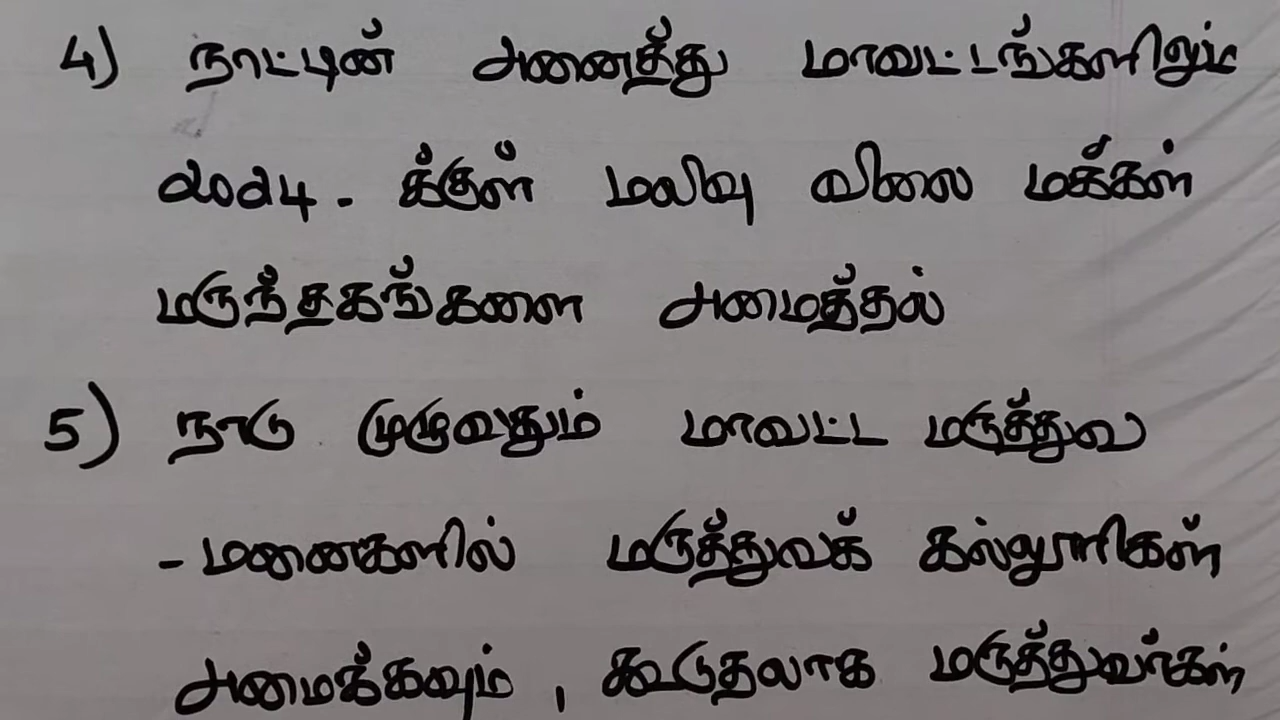 4) நாட்டின் அனைத்து மாவட்டங்களிலும்
2024 - க்குள் மலிவு விலை மக்கள்
மருந்தகங்களை அமைத்தல்
5) நாடு முழுவதும் மாவட்ட மருத்துவ
- மனைகளில் மருத்துவக் கல்லூரிகள்
அமைக்கவும் , கூடுதலாக மருத்துவர்கள்